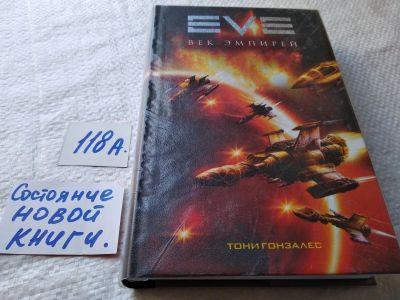 EVE
ВЕК ЭМПИРЕЙ
118А.
Состояние
НОВОЙ
КНИГИ.
ТОНИ ГОНЗАЛЕС